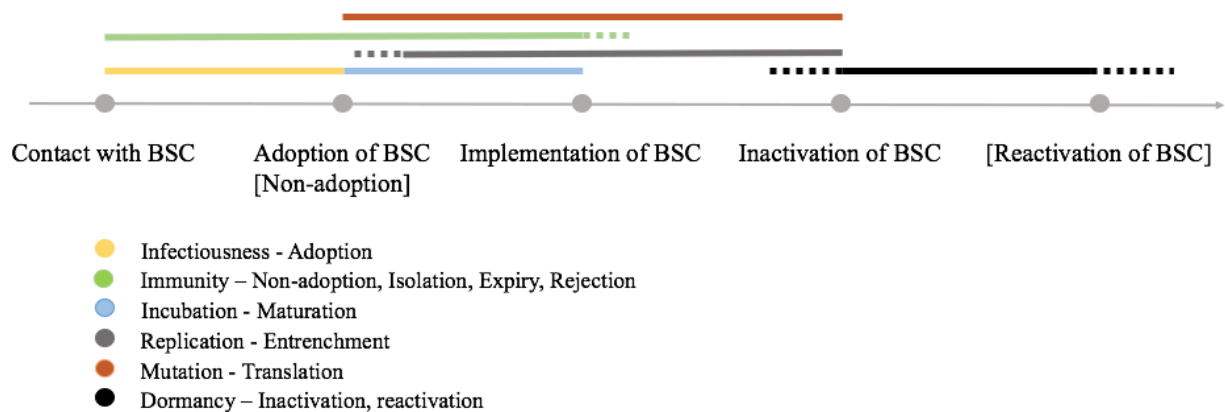 Contact with BSC
Adoption of BSC
[Non-adoption]
Implementation of BSC
Inactivation of BSC
[Reactivation of BSC]
Infectiousness - Adoption
Immunity – Non-adoption, Isolation, Expiry, Rejection
Incubation - Maturation
Replication - Entrenchment
Mutation - Translation
Dormancy – Inactivation, reactivation